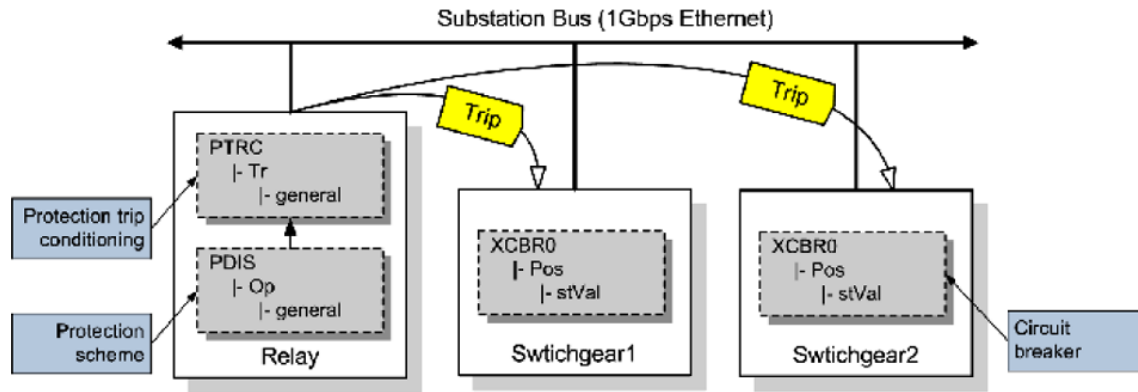 Substation Bus (1Gbps Ethernet)
Trip
Trip
PTRC
|- Tr
|- general
Protection trip
conditioning
PDIS
|- Op
|- general
Protection
scheme
Relay
XCBR0
|- Pos
|- stVal
Swtichgear1
XCBR0
|- Pos
|- stVal
Swtichgear2
Circuit
breaker